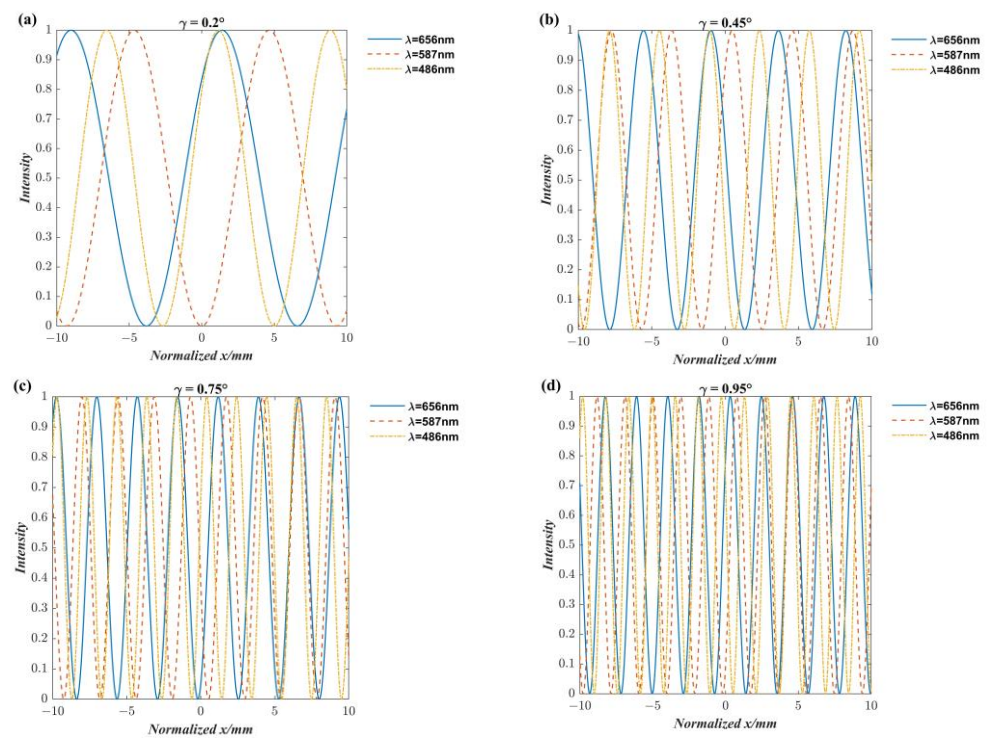 (a)
γ = 0.2°
1
0.9
0.8
0.7
0.6
0.5
0.4
0.3
0.2
0.1
0
Intensity
−10
−5
0
5
10
Normalized x/mm
λ=656nm
λ=587nm
λ=486nm
(b)
γ = 0.45°
1
0.9
0.8
0.7
0.6
0.5
0.4
0.3
0.2
0.1
0
Intensity
−10
−5
0
5
10
Normalized x/mm
λ=656nm
λ=587nm
λ=486nm
(c)
γ = 0.75°
1
0.9
0.8
0.7
0.6
0.5
0.4
0.3
0.2
0.1
0
Intensity
−10
−5
0
5
10
Normalized x/mm
λ=656nm
λ=587nm
λ=486nm
(d)
γ = 0.95°
1
0.9
0.8
0.7
0.6
0.5
0.4
0.3
0.2
0.1
0
Intensity
−10
−5
0
5
10
Normalized x/mm
λ=656nm
λ=587nm
λ=486nm